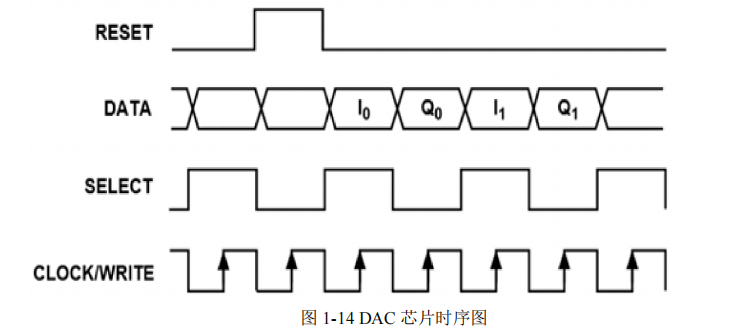 RESET
DATA
I0 Q0 I1 Q1
SELECT
CLOCK/WRITE
图 1-14 DAC 芯片时序图